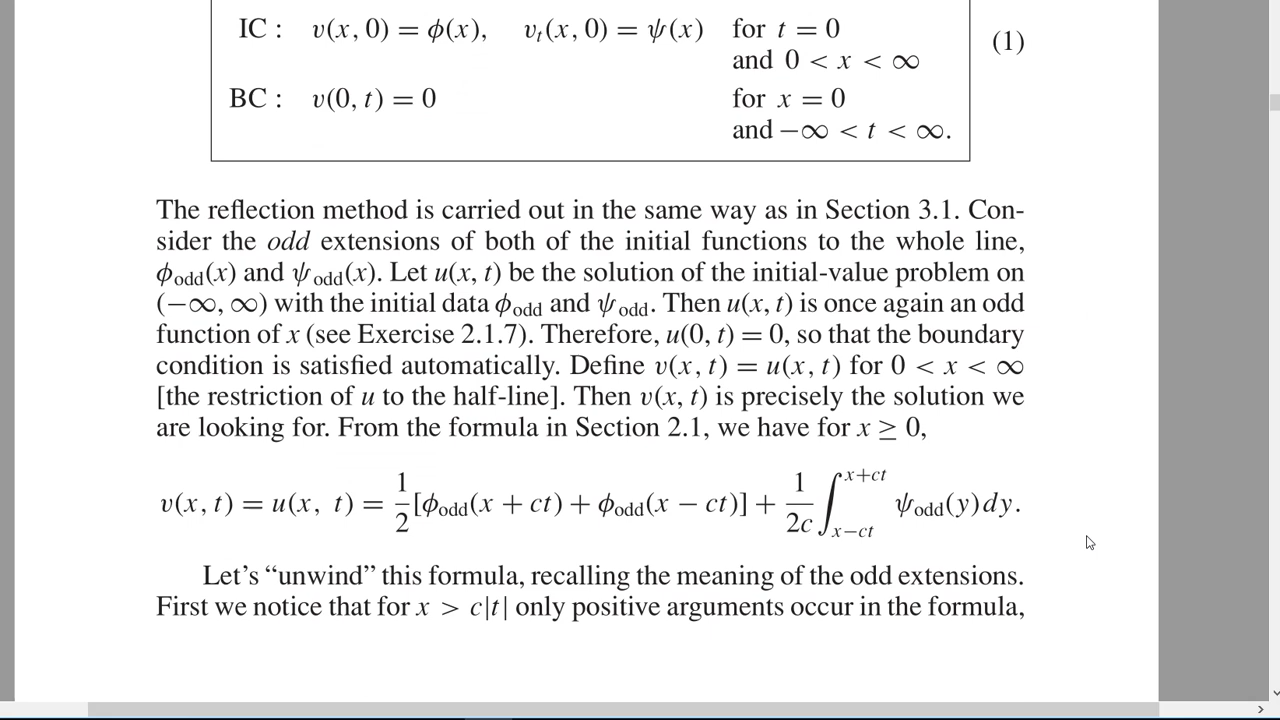 IC : v(x, 0) = ϕ(x), vₜ(x, 0) = ψ(x) for t = 0
and 0 < x < ∞
(1)
BC : v(0, t) = 0 for x = 0
and −∞ < t < ∞.
The reflection method is carried out in the same way as in Section 3.1. Con-
sider the odd extensions of both of the initial functions to the whole line,
ϕ_odd(x) and ψ_odd(x). Let u(x, t) be the solution of the initial-value problem on
(−∞, ∞) with the initial data ϕ_odd and ψ_odd. Then u(x, t) is once again an odd
function of x (see Exercise 2.1.7). Therefore, u(0, t) = 0, so that the boundary
condition is satisfied automatically. Define v(x, t) = u(x, t) for 0 < x < ∞
[the restriction of u to the half-line]. Then v(x, t) is precisely the solution we
are looking for. From the formula in Section 2.1, we have for x ≥ 0,
v(x, t) = u(x, t) = 1/2 [ϕ_odd(x + ct) + ϕ_odd(x − ct)] + 1/2c ∫_{x−ct}^{x+ct} ψ_odd(y)dy.
Let's “unwind” this formula, recalling the meaning of the odd extensions.
First we notice that for x > c|t| only positive arguments occur in the formula,